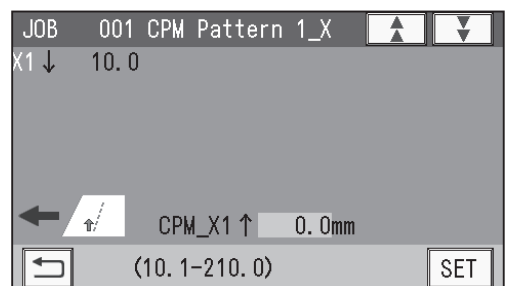 JOB 001 CPM Pattern 1_X
X1↓ 10.0
CPM_X1↑ 0.0mm
(10.1-210.0) SET